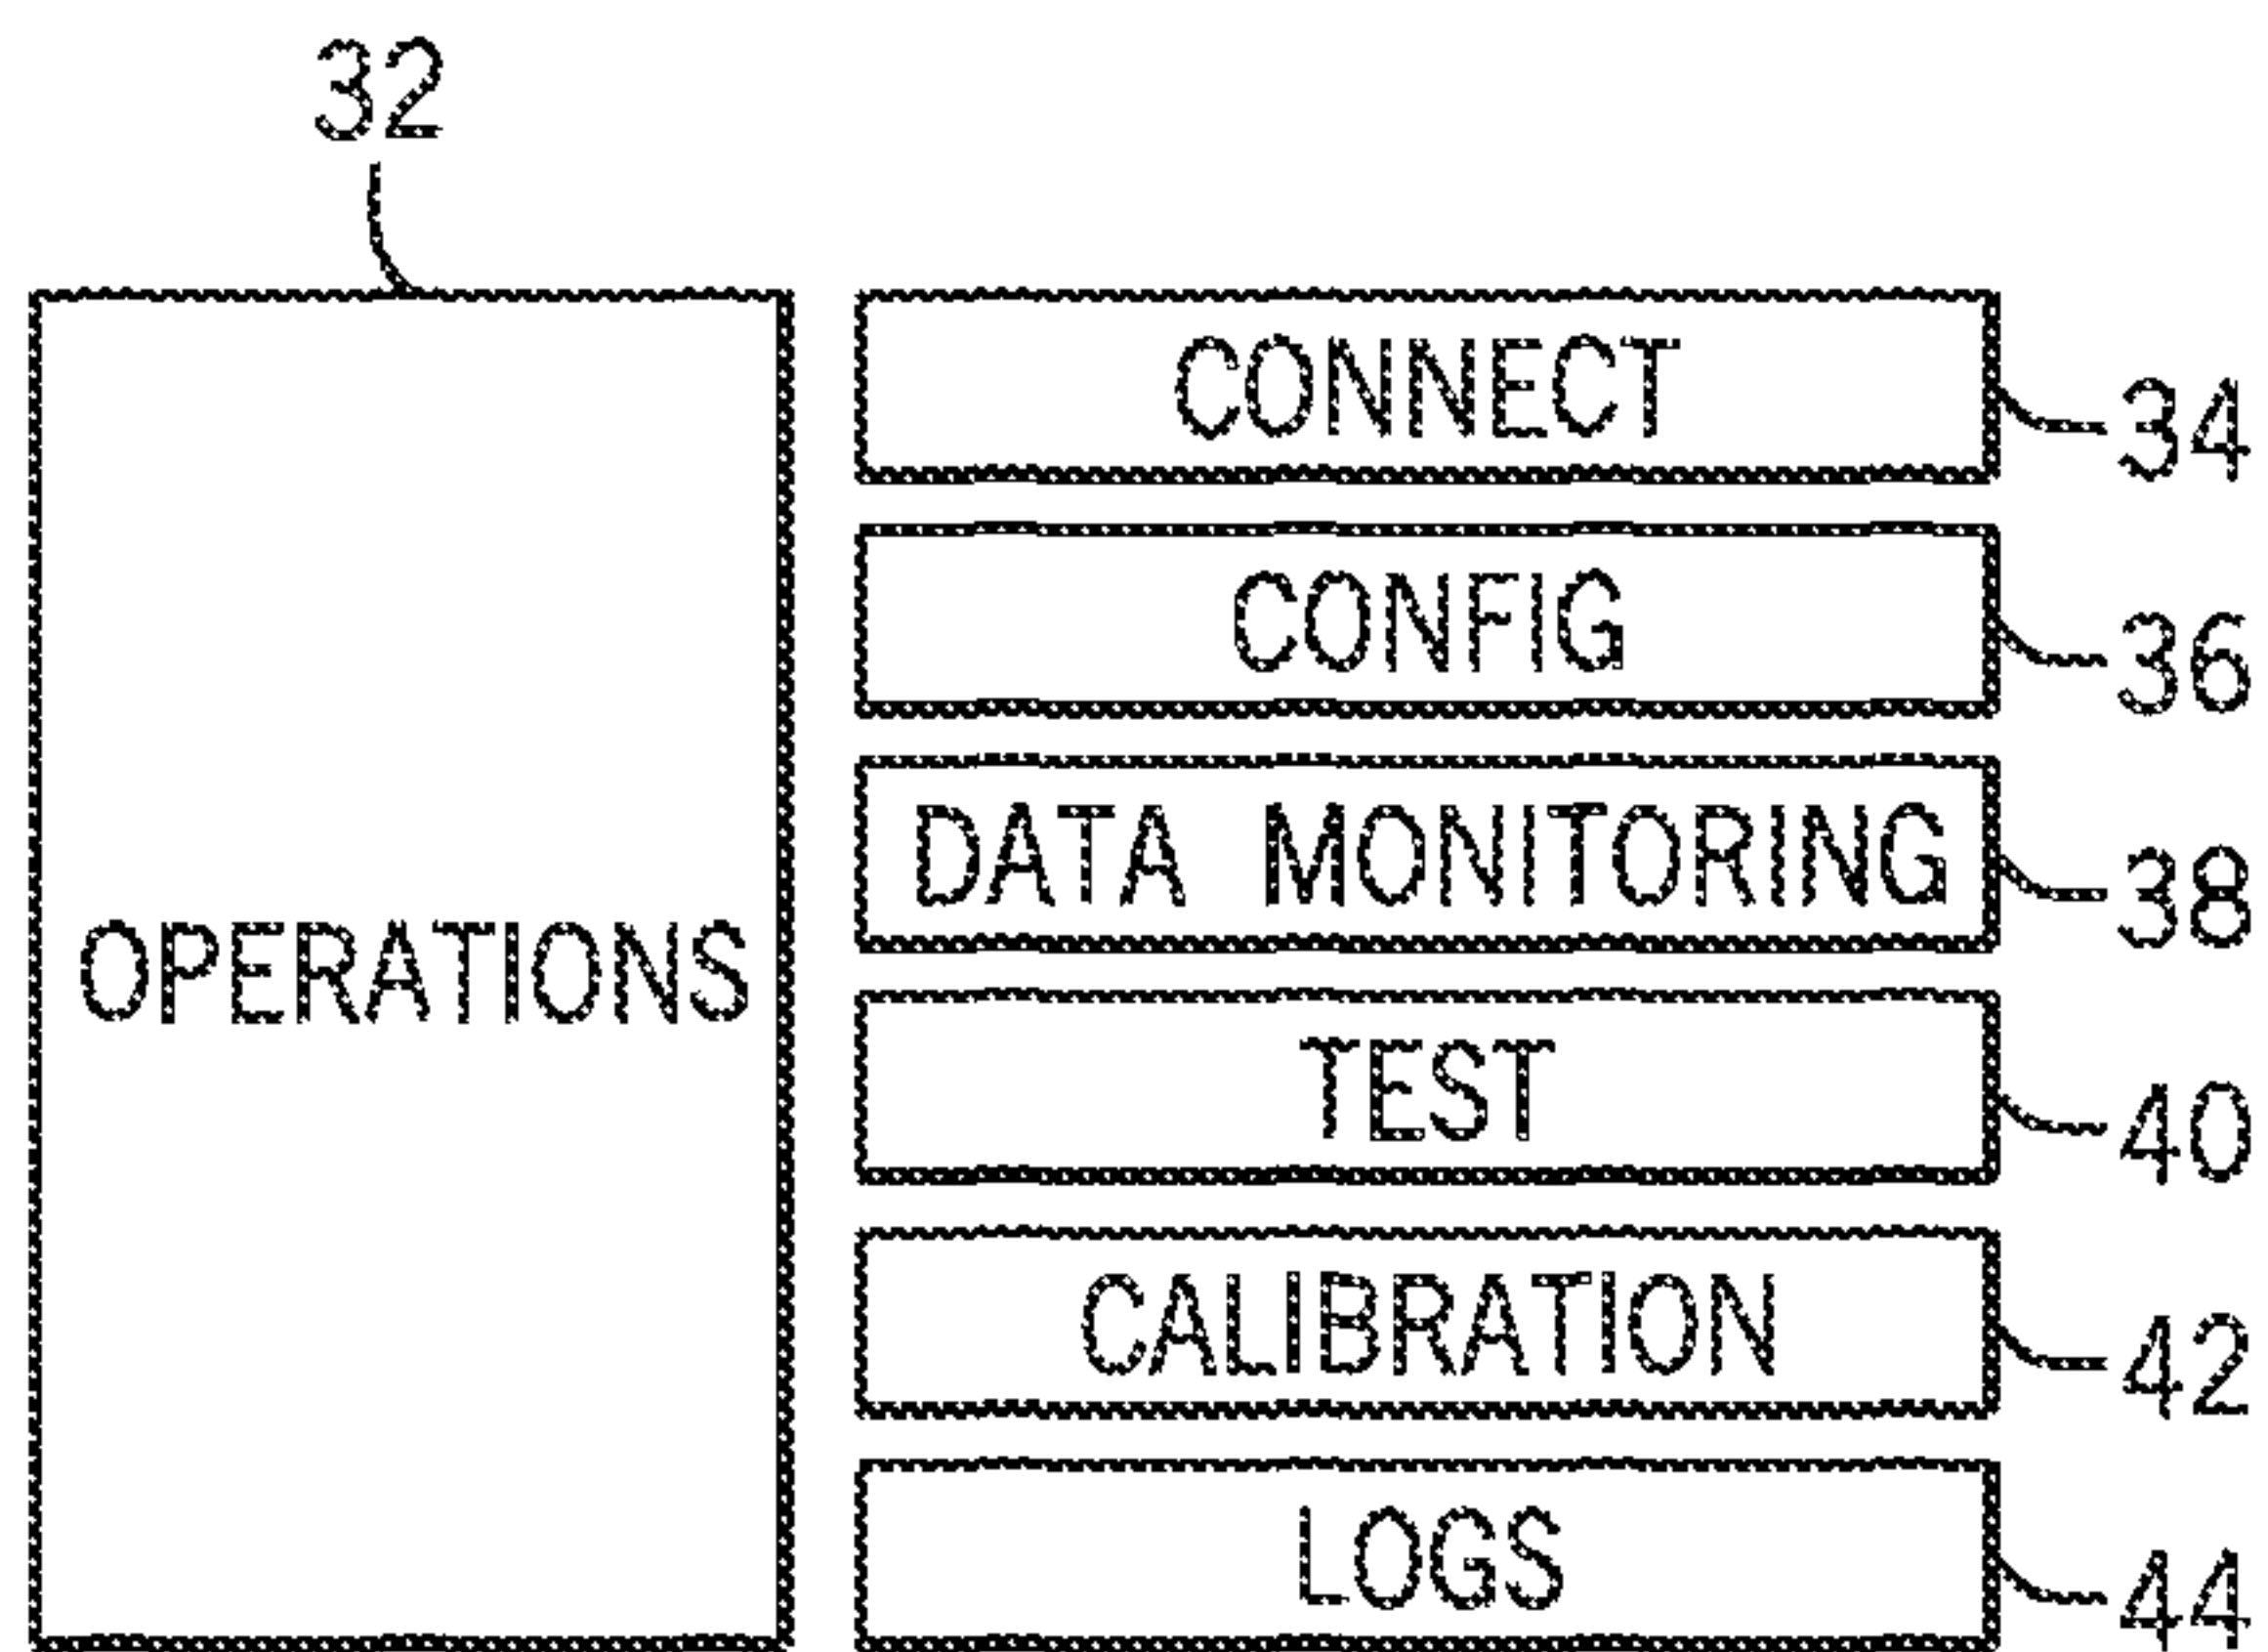 32
CONNECT
34
CONFIG
36
DATA MONITORING
38
OPERATIONS
TEST
40
CALIBRATION
42
LOGS
44